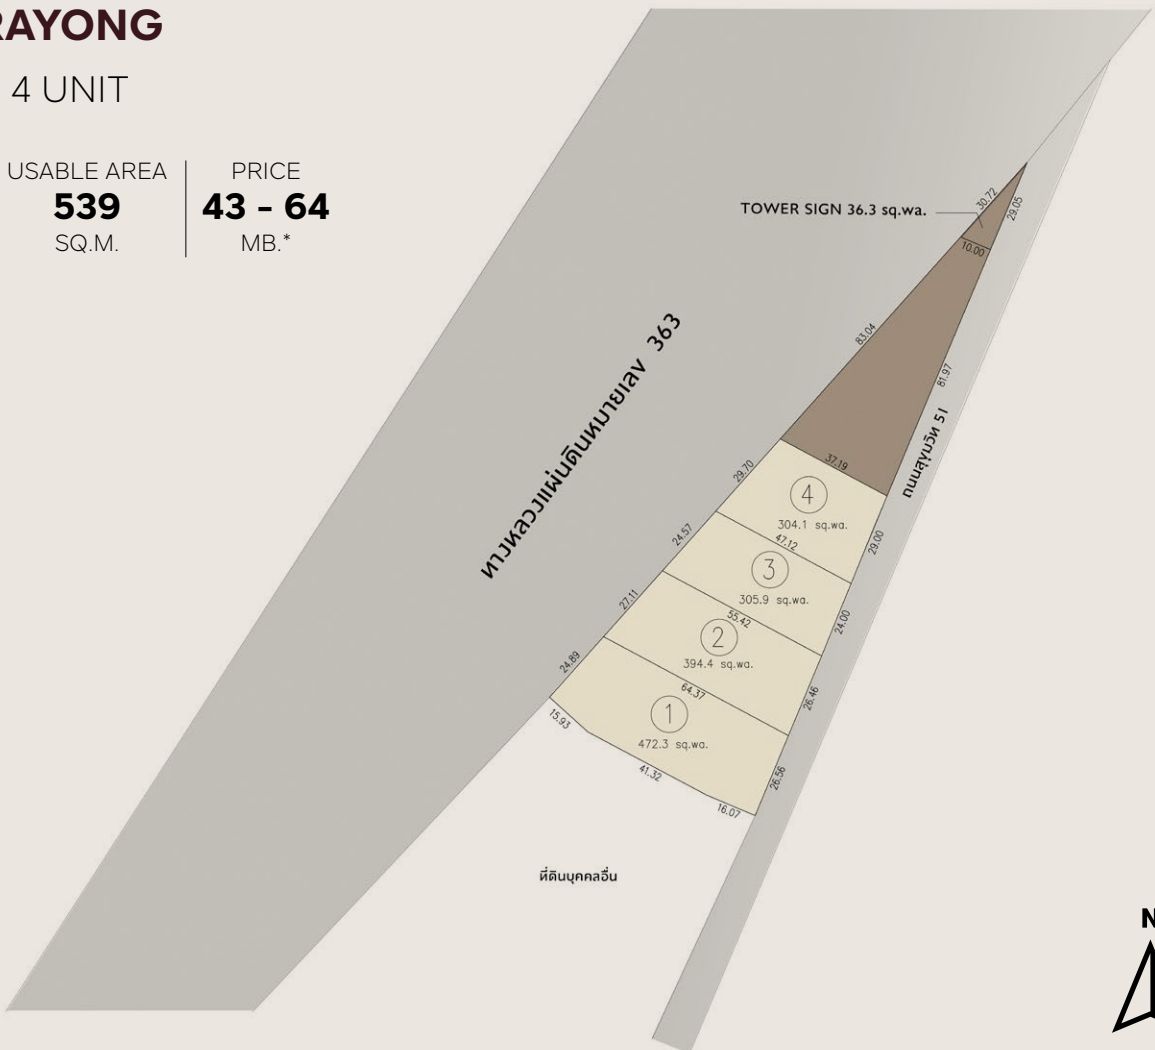 RAYONG
4 UNIT
USABLE AREA
539
SQ.M.
PRICE
43 - 64
MB.*
TOWER SIGN 36.3 sq.wa.
30.72
29.05
10.00
83.04
81.97
ทางหลวงแผ่นดินหมายเลข 363
ถนนสุขุมวิท 51
37.19
29.70
4
304.1 sq.wa.
29.00
47.12
24.57
3
305.9 sq.wa.
24.00
55.42
27.11
2
394.4 sq.wa.
26.46
64.37
24.89
1
472.3 sq.wa.
26.56
15.93
41.32
16.07
ที่ดินบุคคลอื่น
N